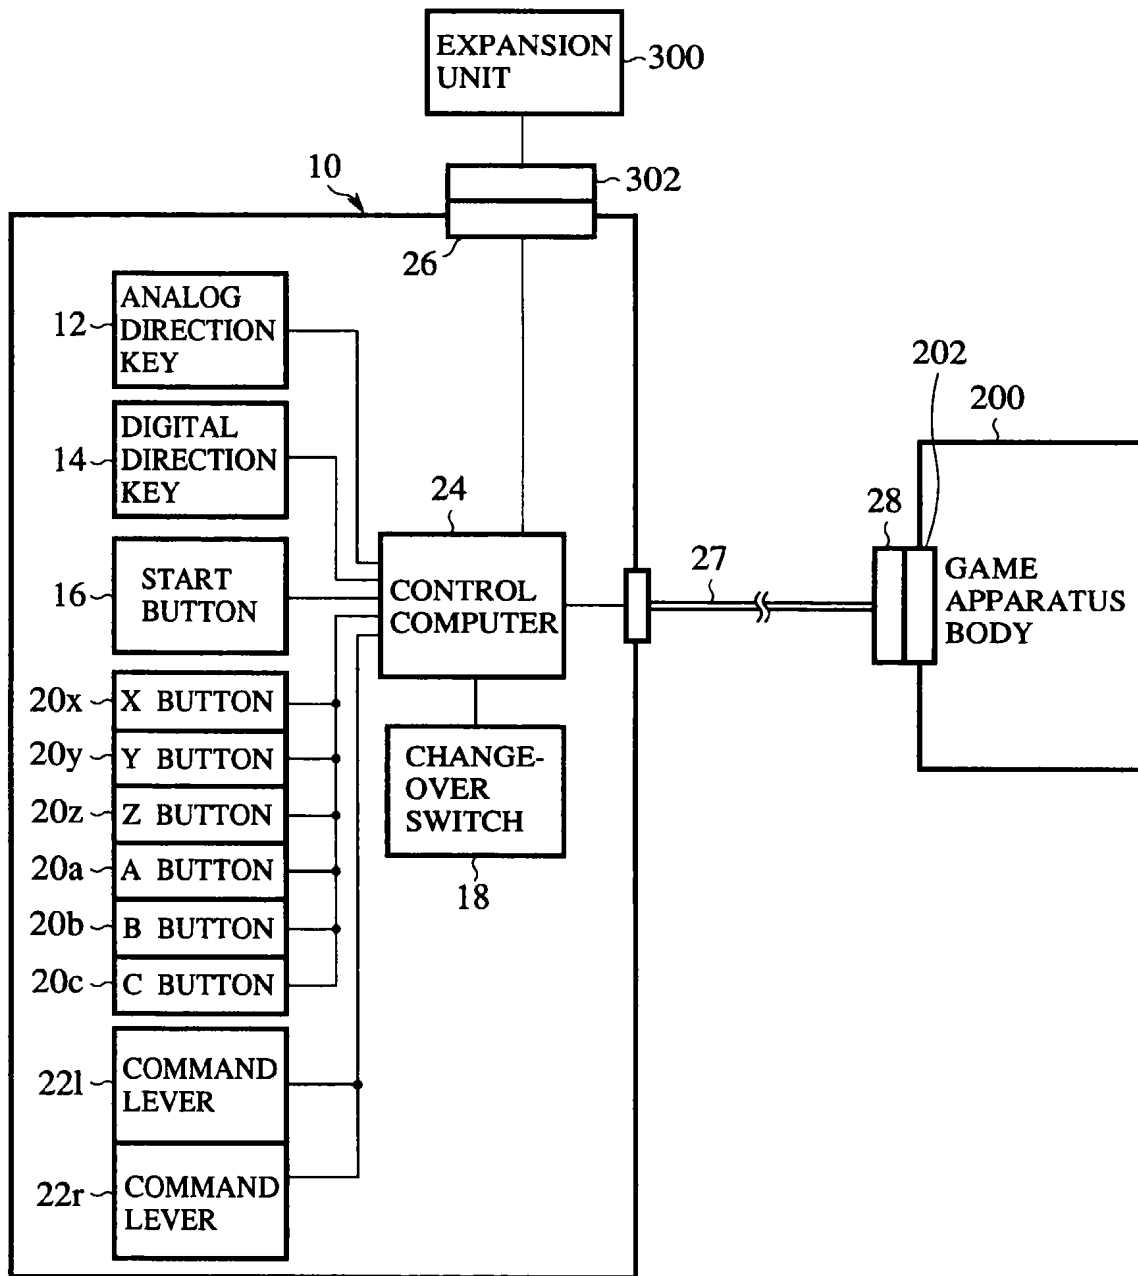 EXPANSION
UNIT
300
302
10
26
12
ANALOG
DIRECTION
KEY
14
DIGITAL
DIRECTION
KEY
16
START
BUTTON
24
CONTROL
COMPUTER
27
28
202
200
GAME
APPARATUS
BODY
20x X BUTTON
20y Y BUTTON
20z Z BUTTON
20a A BUTTON
20b B BUTTON
20c C BUTTON
CHANGE-
OVER
SWITCH
18
22l
COMMAND
LEVER
22r
COMMAND
LEVER